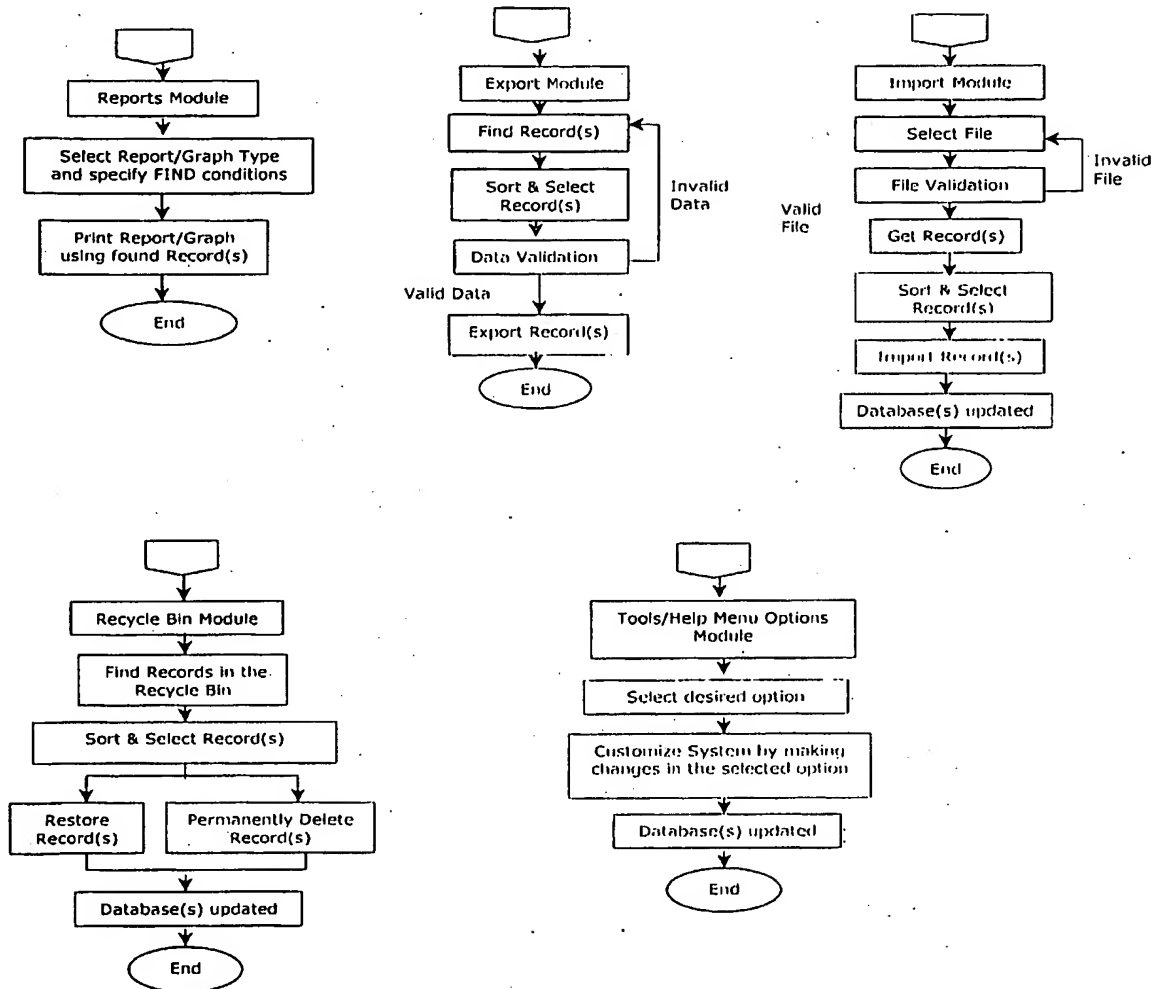 Reports Module
Select Report/Graph Type
and specify FIND conditions
Print Report/Graph
using found Record(s)
End
Export Module
Find Record(s)
Sort & Select
Record(s)
Invalid
Data
Data Validation
Valid Data
Export Record(s)
End
Import Module
Select File
Invalid
File
File Validation
Valid
File
Get Record(s)
Sort & Select
Record(s)
Import Record(s)
Database(s) updated
End
Recycle Bin Module
Find Records in the
Recycle Bin
Sort & Select Record(s)
Restore
Record(s)
Permanently Delete
Record(s)
Database(s) updated
End
Tools/Help Menu Options
Module
Select desired option
Customize System by making
changes in the selected option
Database(s) updated
End